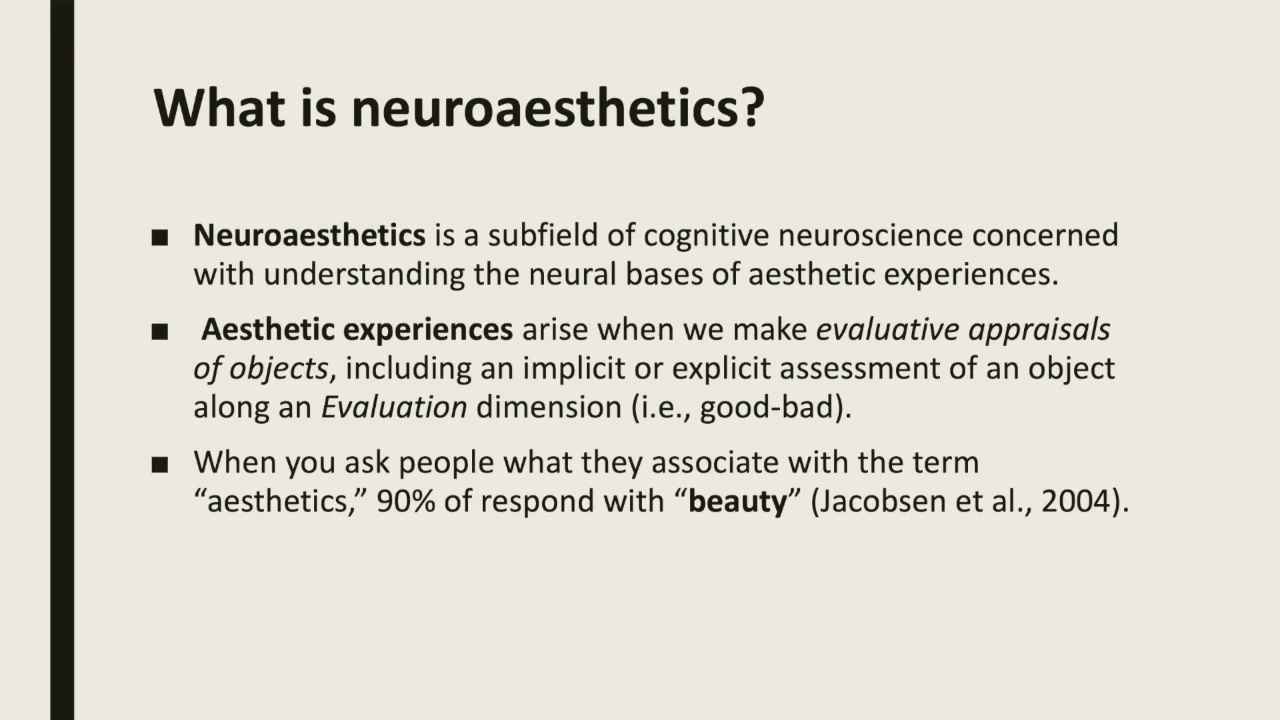 What is neuroaesthetics?
■ Neuroaesthetics is a subfield of cognitive neuroscience concerned
with understanding the neural bases of aesthetic experiences.
■ Aesthetic experiences arise when we make evaluative appraisals
of objects, including an implicit or explicit assessment of an object
along an Evaluation dimension (i.e., good-bad).
■ When you ask people what they associate with the term
“aesthetics,” 90% of respond with “beauty” (Jacobsen et al., 2004).